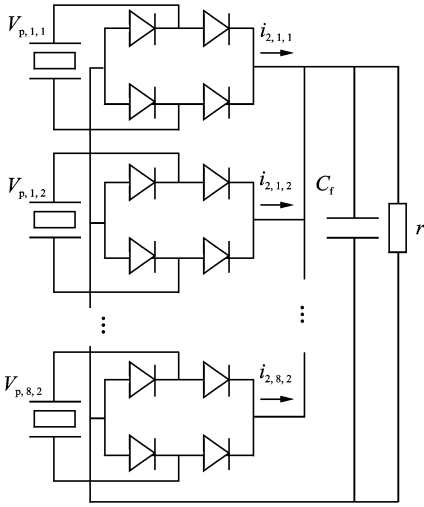 V_{p,1,1}
i_{2,1,1}
V_{p,1,2}
i_{2,1,2}
C_f
r
⋮
⋮
V_{p,8,2}
i_{2,8,2}